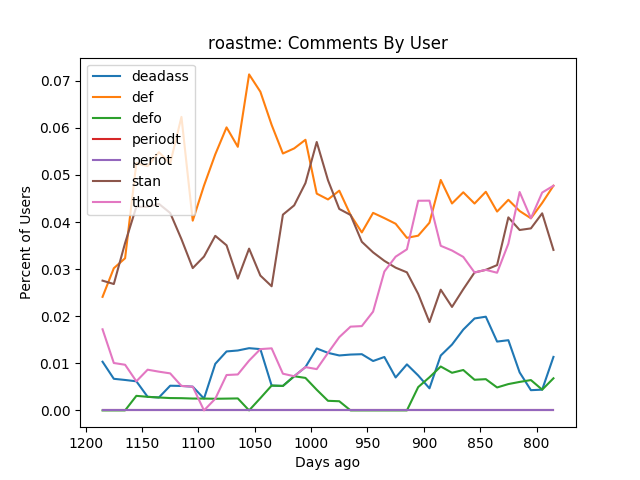 roastme: Comments By User
deadass
def
defo
periodt
periot
stan
thot
Percent of Users
0.07
0.06
0.05
0.04
0.03
0.02
0.01
0.00
1200 1150 1100 1050 1000 950 900 850 800
Days ago